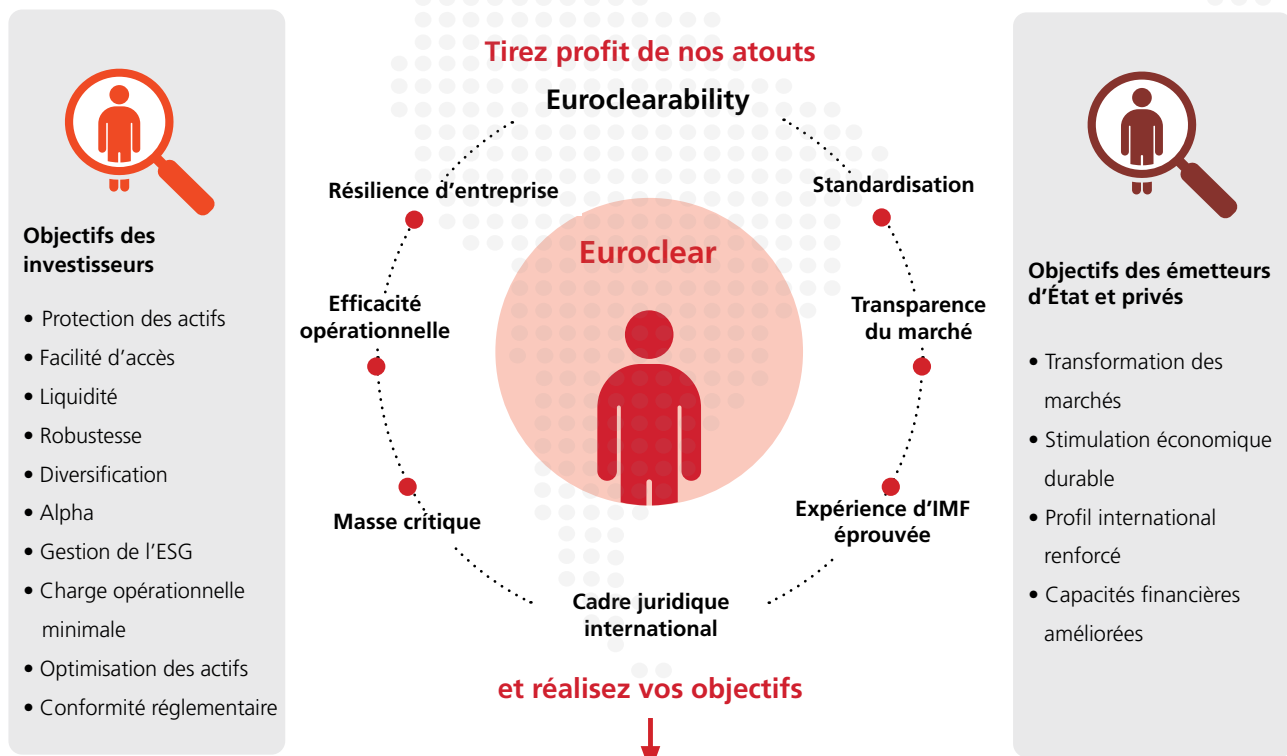 Objectifs des
investisseurs
• Protection des actifs
• Facilité d'accès
• Liquidité
• Robustesse
• Diversification
• Alpha
• Gestion de l'ESG
• Charge opérationnelle
minimale
• Optimisation des actifs
• Conformité réglementaire
Tirez profit de nos atouts
Euroclearability
Résilience d'entreprise
Standardisation
Euroclear
Efficacité
opérationnelle
Transparence
du marché
Masse critique
Expérience d'IMF
éprouvée
Cadre juridique
international
et réalisez vos objectifs
Objectifs des émetteurs
d'État et privés
• Transformation des
marchés
• Stimulation économique
durable
• Profil international
renforcé
• Capacités financières
améliorées